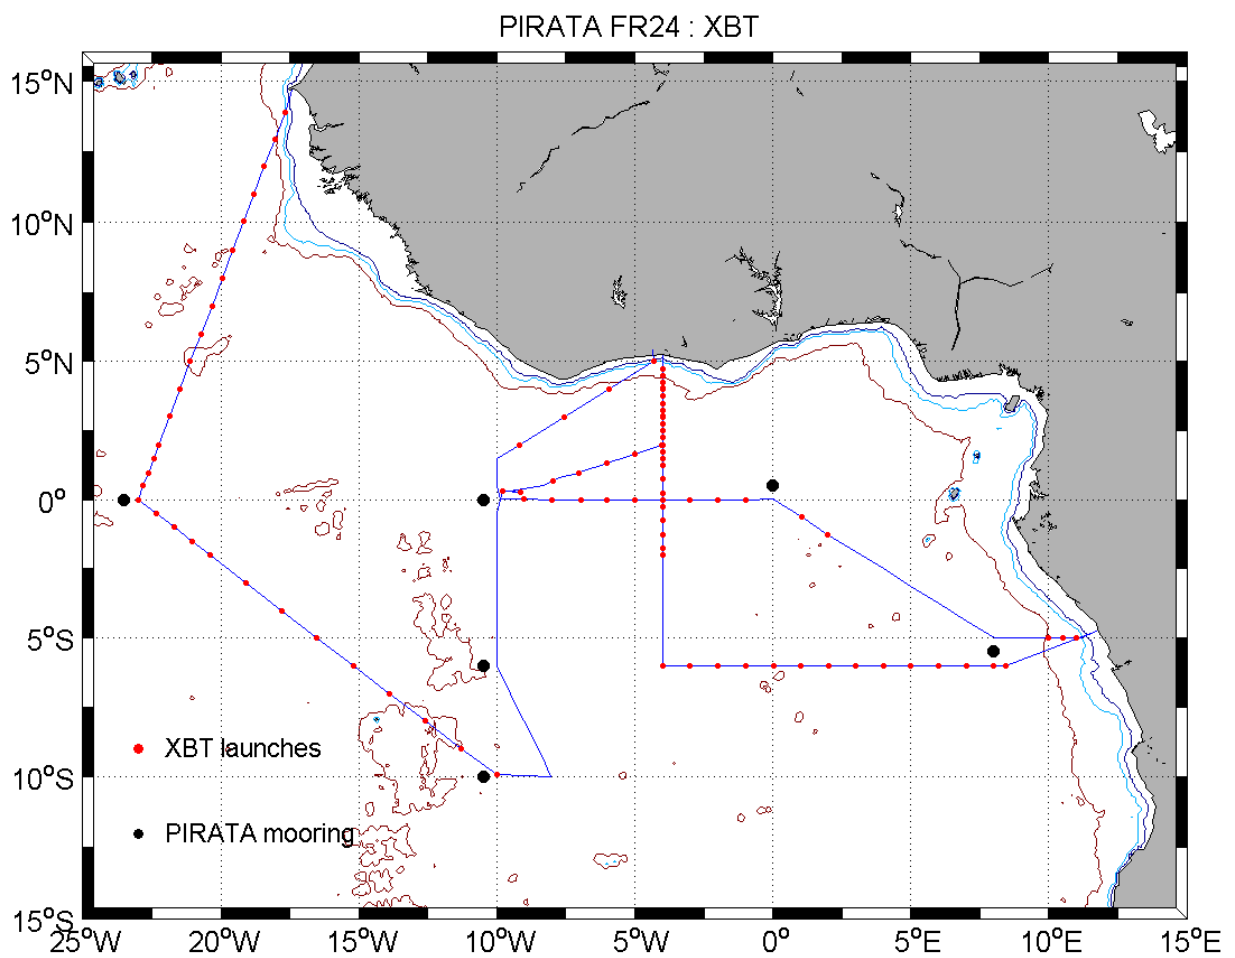 PIRATA FR24 : XBT
15°N
10°N
5°N
0°
5°S
10°S
15°S
XBT launches
PIRATA mooring
25°W 20°W 15°W 10°W 5°W 0° 5°E 10°E 15°E